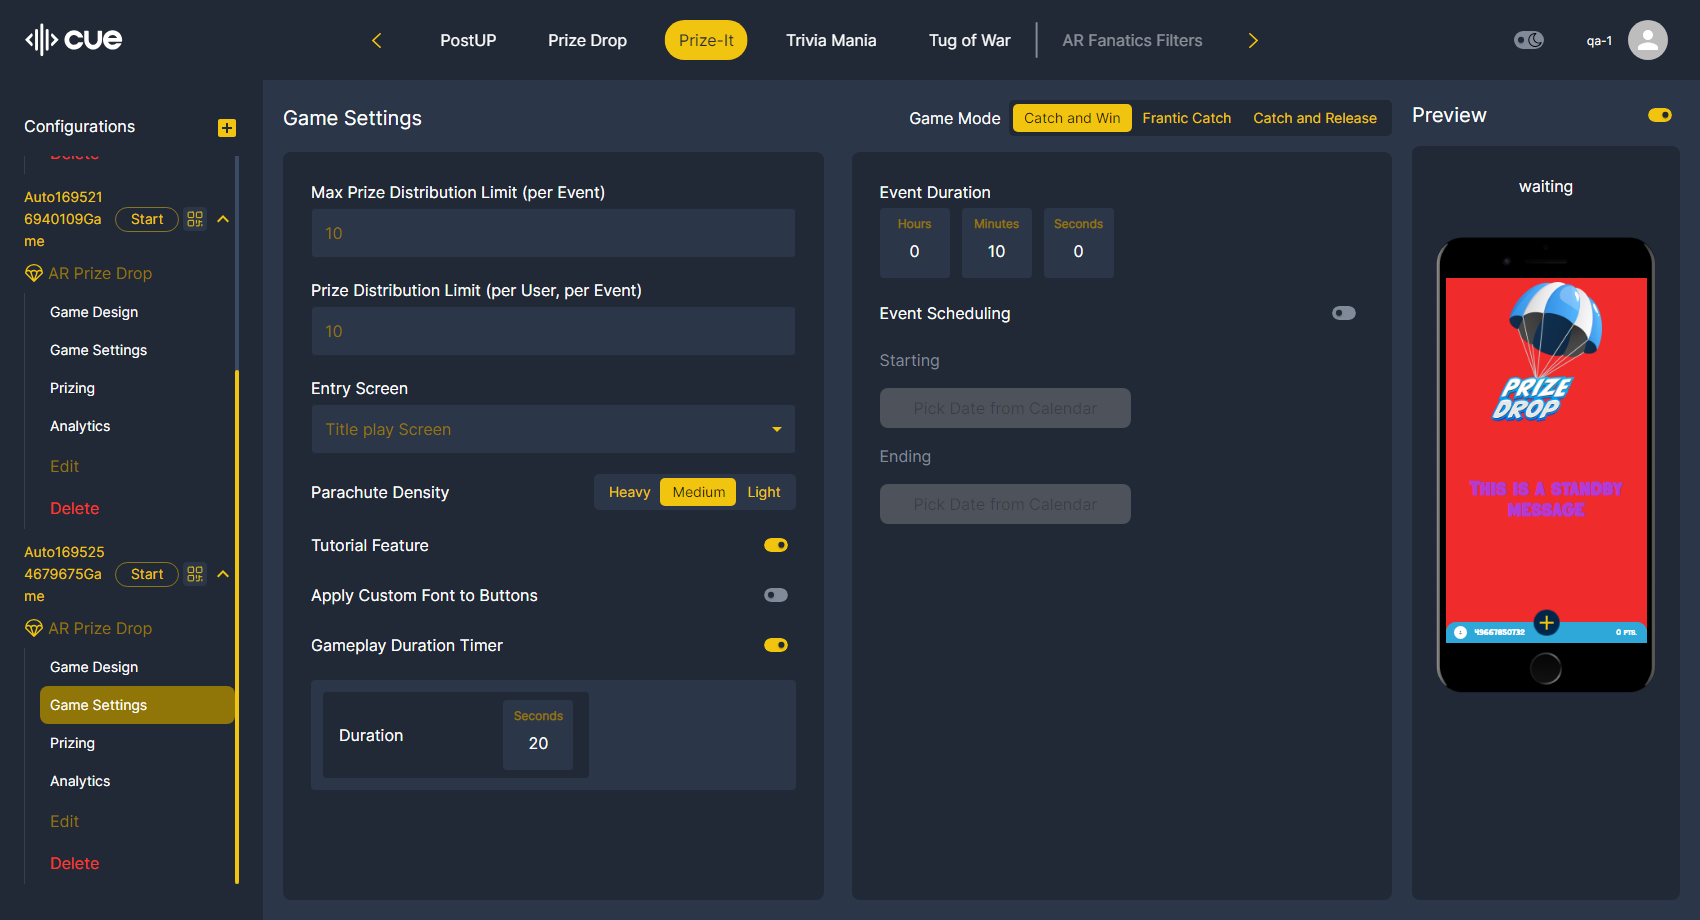 cue
PostUP
Prize Drop
Prize-It
Trivia Mania
Tug of War
AR Fanatics Filters
qa-1
Configurations
Delete
Auto169521
6940109Ga
me
Start
AR Prize Drop
Game Design
Game Settings
Prizing
Analytics
Edit
Delete
Auto169525
4679675Ga
me
Start
AR Prize Drop
Game Design
Game Settings
Prizing
Analytics
Edit
Delete
Game Settings
Game Mode
Catch and Win
Frantic Catch
Catch and Release
Max Prize Distribution Limit (per Event)
10
Prize Distribution Limit (per User, per Event)
10
Entry Screen
Title play Screen
Parachute Density
Heavy
Medium
Light
Tutorial Feature
Apply Custom Font to Buttons
Gameplay Duration Timer
Duration
Seconds
20
Event Duration
Hours
0
Minutes
10
Seconds
0
Event Scheduling
Starting
Pick Date from Calendar
Ending
Pick Date from Calendar
Preview
waiting
PRIZE
DROP
THIS IS A STANDBY
MESSAGE
49667850732
0 PTS.